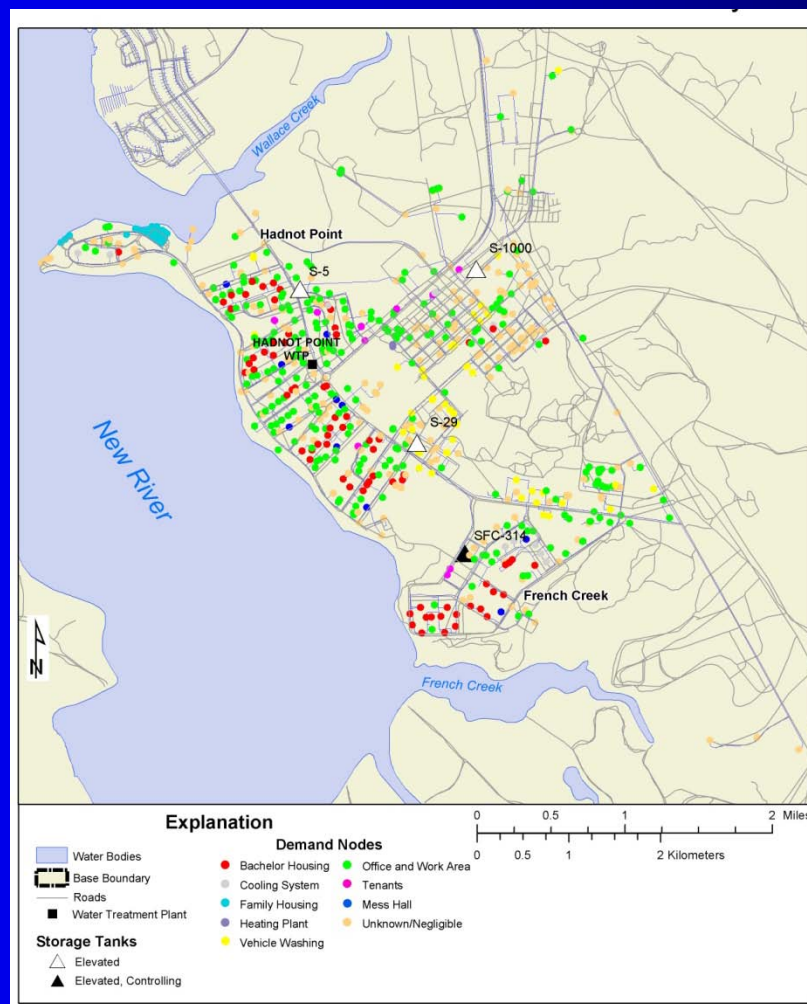 Wallace Creek
Hadnot Point
S-1000
S-5
HADNOT POINT
WTP
S-29
New River
SFC-314
French Creek
N
French Creek
Explanation
Water Bodies
Base Boundary
Roads
Water Treatment Plant
Storage Tanks
Elevated
Elevated, Controlling
Demand Nodes
Bachelor Housing
Cooling System
Family Housing
Heating Plant
Vehicle Washing
Office and Work Area
Tenants
Mess Hall
Unknown/Negligible
0 0.5 1 2 Miles
0 0.5 1 2 Kilometers